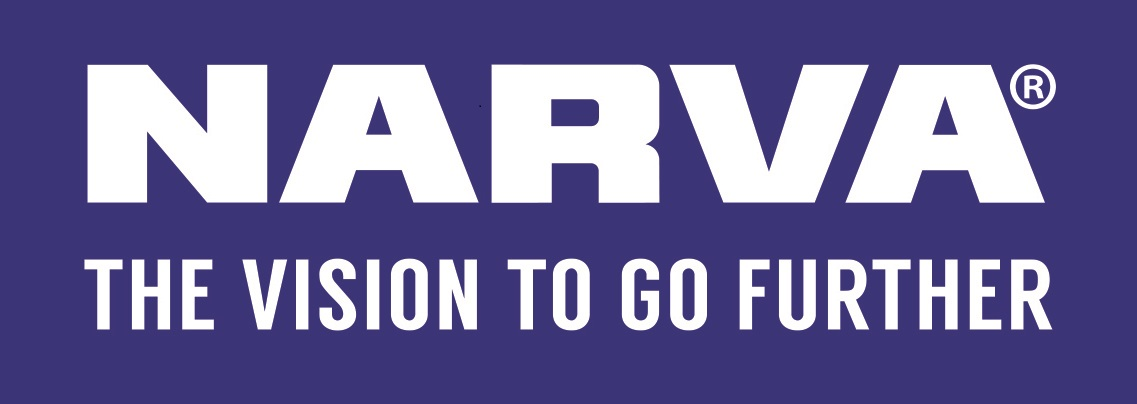 NARVA®
THE VISION TO GO FURTHER